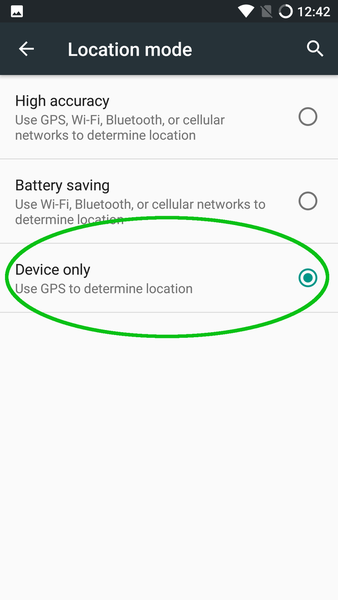 12:42
Location mode
High accuracy
Use GPS, Wi-Fi, Bluetooth, or cellular
networks to determine location
Battery saving
Use Wi-Fi, Bluetooth, or cellular networks to
determine location
Device only
Use GPS to determine location